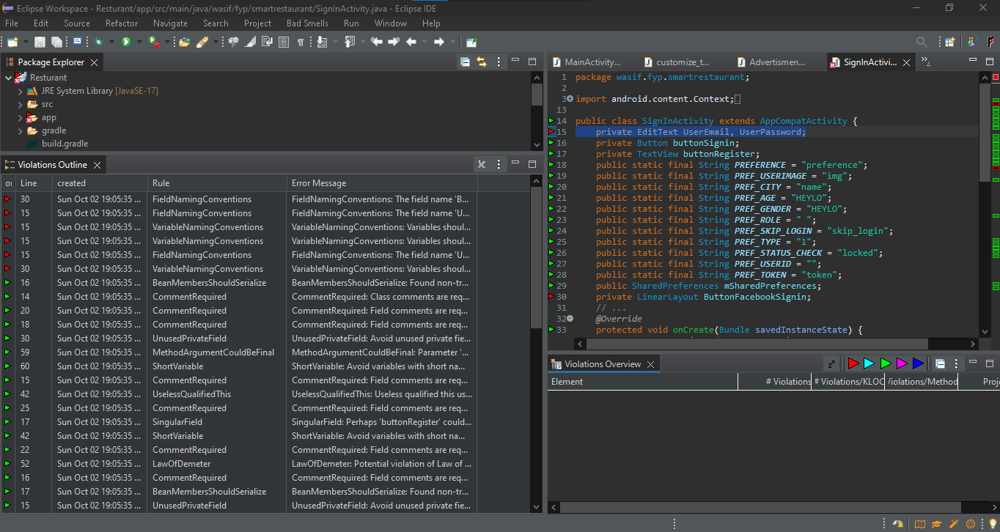 Eclipse Workspace - Resturant/app/src/main/java/wasif/fyp/smartrestaurant/SignInActivity.java - Eclipse IDE
File Edit Source Refactor Navigate Search Project Bad Smells Run Window Help
Package Explorer
Resturant
JRE System Library [JavaSE-17]
src
app
gradle
build.gradle
Violations Outline
Line created Rule Error Message
30 Sun Oct 02 19:05:35 ... FieldNamingConventions FieldNamingConventions: The field name 'B...
15 Sun Oct 02 19:05:35 ... FieldNamingConventions FieldNamingConventions: The field name 'U...
15 Sun Oct 02 19:05:35 ... VariableNamingConventions VariableNamingConventions: Variables shoul...
15 Sun Oct 02 19:05:35 ... VariableNamingConventions VariableNamingConventions: Variables shoul...
15 Sun Oct 02 19:05:35 ... FieldNamingConventions FieldNamingConventions: The field name 'U...
30 Sun Oct 02 19:05:35 ... VariableNamingConventions VariableNamingConventions: Variables shoul...
16 Sun Oct 02 19:05:35 ... BeanMembersShouldSerialize BeanMembersShouldSerialize: Found non-tr...
14 Sun Oct 02 19:05:35 ... CommentRequired CommentRequired: Class comments are req...
20 Sun Oct 02 19:05:35 ... CommentRequired CommentRequired: Field comments are req...
18 Sun Oct 02 19:05:35 ... CommentRequired CommentRequired: Field comments are req...
30 Sun Oct 02 19:05:35 ... UnusedPrivateField UnusedPrivateField: Avoid unused private fie...
59 Sun Oct 02 19:05:35 ... MethodArgumentCouldBeFinal MethodArgumentCouldBeFinal: Parameter '...
60 Sun Oct 02 19:05:35 ... ShortVariable ShortVariable: Avoid variables with short na...
15 Sun Oct 02 19:05:35 ... CommentRequired CommentRequired: Field comments are req...
42 Sun Oct 02 19:05:35 ... UselessQualifiedThis UselessQualifiedThis: Useless qualified this us...
25 Sun Oct 02 19:05:35 ... CommentRequired CommentRequired: Field comments are req...
17 Sun Oct 02 19:05:35 ... SingularField SingularField: Perhaps 'buttonRegister' could...
42 Sun Oct 02 19:05:35 ... ShortVariable ShortVariable: Avoid variables with short na...
22 Sun Oct 02 19:05:35 ... CommentRequired CommentRequired: Field comments are req...
52 Sun Oct 02 19:05:35 ... LawOfDemeter LawOfDemeter: Potential violation of Law of ...
16 Sun Oct 02 19:05:35 ... CommentRequired CommentRequired: Field comments are req...
17 Sun Oct 02 19:05:35 ... BeanMembersShouldSerialize BeanMembersShouldSerialize: Found non-tr...
15 Sun Oct 02 19:05:35 ... UnusedPrivateField UnusedPrivateField: Avoid unused private fie...
MainActivity... customize_t... Advertismen... SignInActivi... 4
1 package wasif.fyp.smartrestaurant;
2
3 import android.content.Context;
13
14 public class SignInActivity extends AppCompatActivity {
15 private EditText UserEmail, UserPassword;
16 private Button buttonSignin;
17 private TextView buttonRegister;
18 public static final String PREFERENCE = "preference";
19 public static final String PREF_USERIMAGE = "img";
20 public static final String PREF_CITY = "name";
21 public static final String PREF_AGE = "HEYLO";
22 public static final String PREF_GENDER = "HEYLO";
23 public static final String PREF_ROLE = " ";
24 public static final String PREF_SKIP_LOGIN = "skip_login";
25 public static final String PREF_TYPE = "1";
26 public static final String PREF_STATUS_CHECK = "locked";
27 public static final String PREF_USERID = "";
28 public static final String PREF_TOKEN = "token";
29 public SharedPreferences mSharedPreferences;
30 private LinearLayout ButtonFacebookSignin;
31 // ...
32 @Override
33 protected void onCreate(Bundle savedInstanceState) {
Violations Overview
Element # Violations # Violations/KLOC Violations/Method Proj